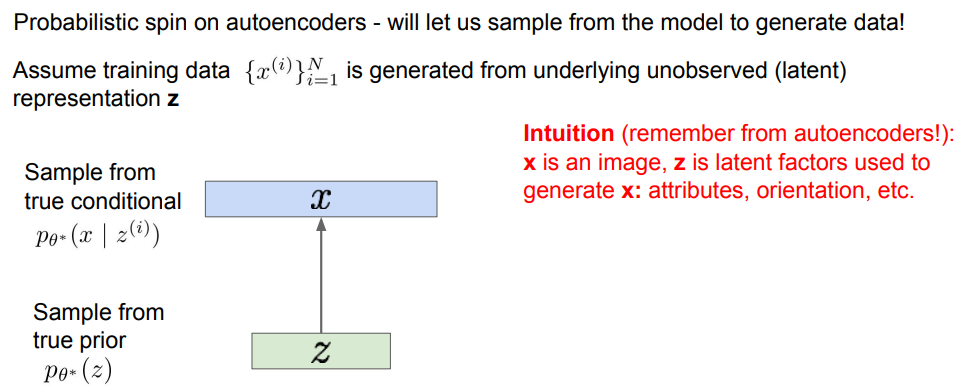 Probabilistic spin on autoencoders - will let us sample from the model to generate data!
Assume training data $\{x^{(i)}\}_{i=1}^{N}$ is generated from underlying unobserved (latent)
representation z
Intuition (remember from autoencoders!):
x is an image, z is latent factors used to
generate x: attributes, orientation, etc.
Sample from
true conditional
$p_{\theta^*}(x \mid z^{(i)})$
x
Sample from
true prior
$p_{\theta^*}(z)$
z